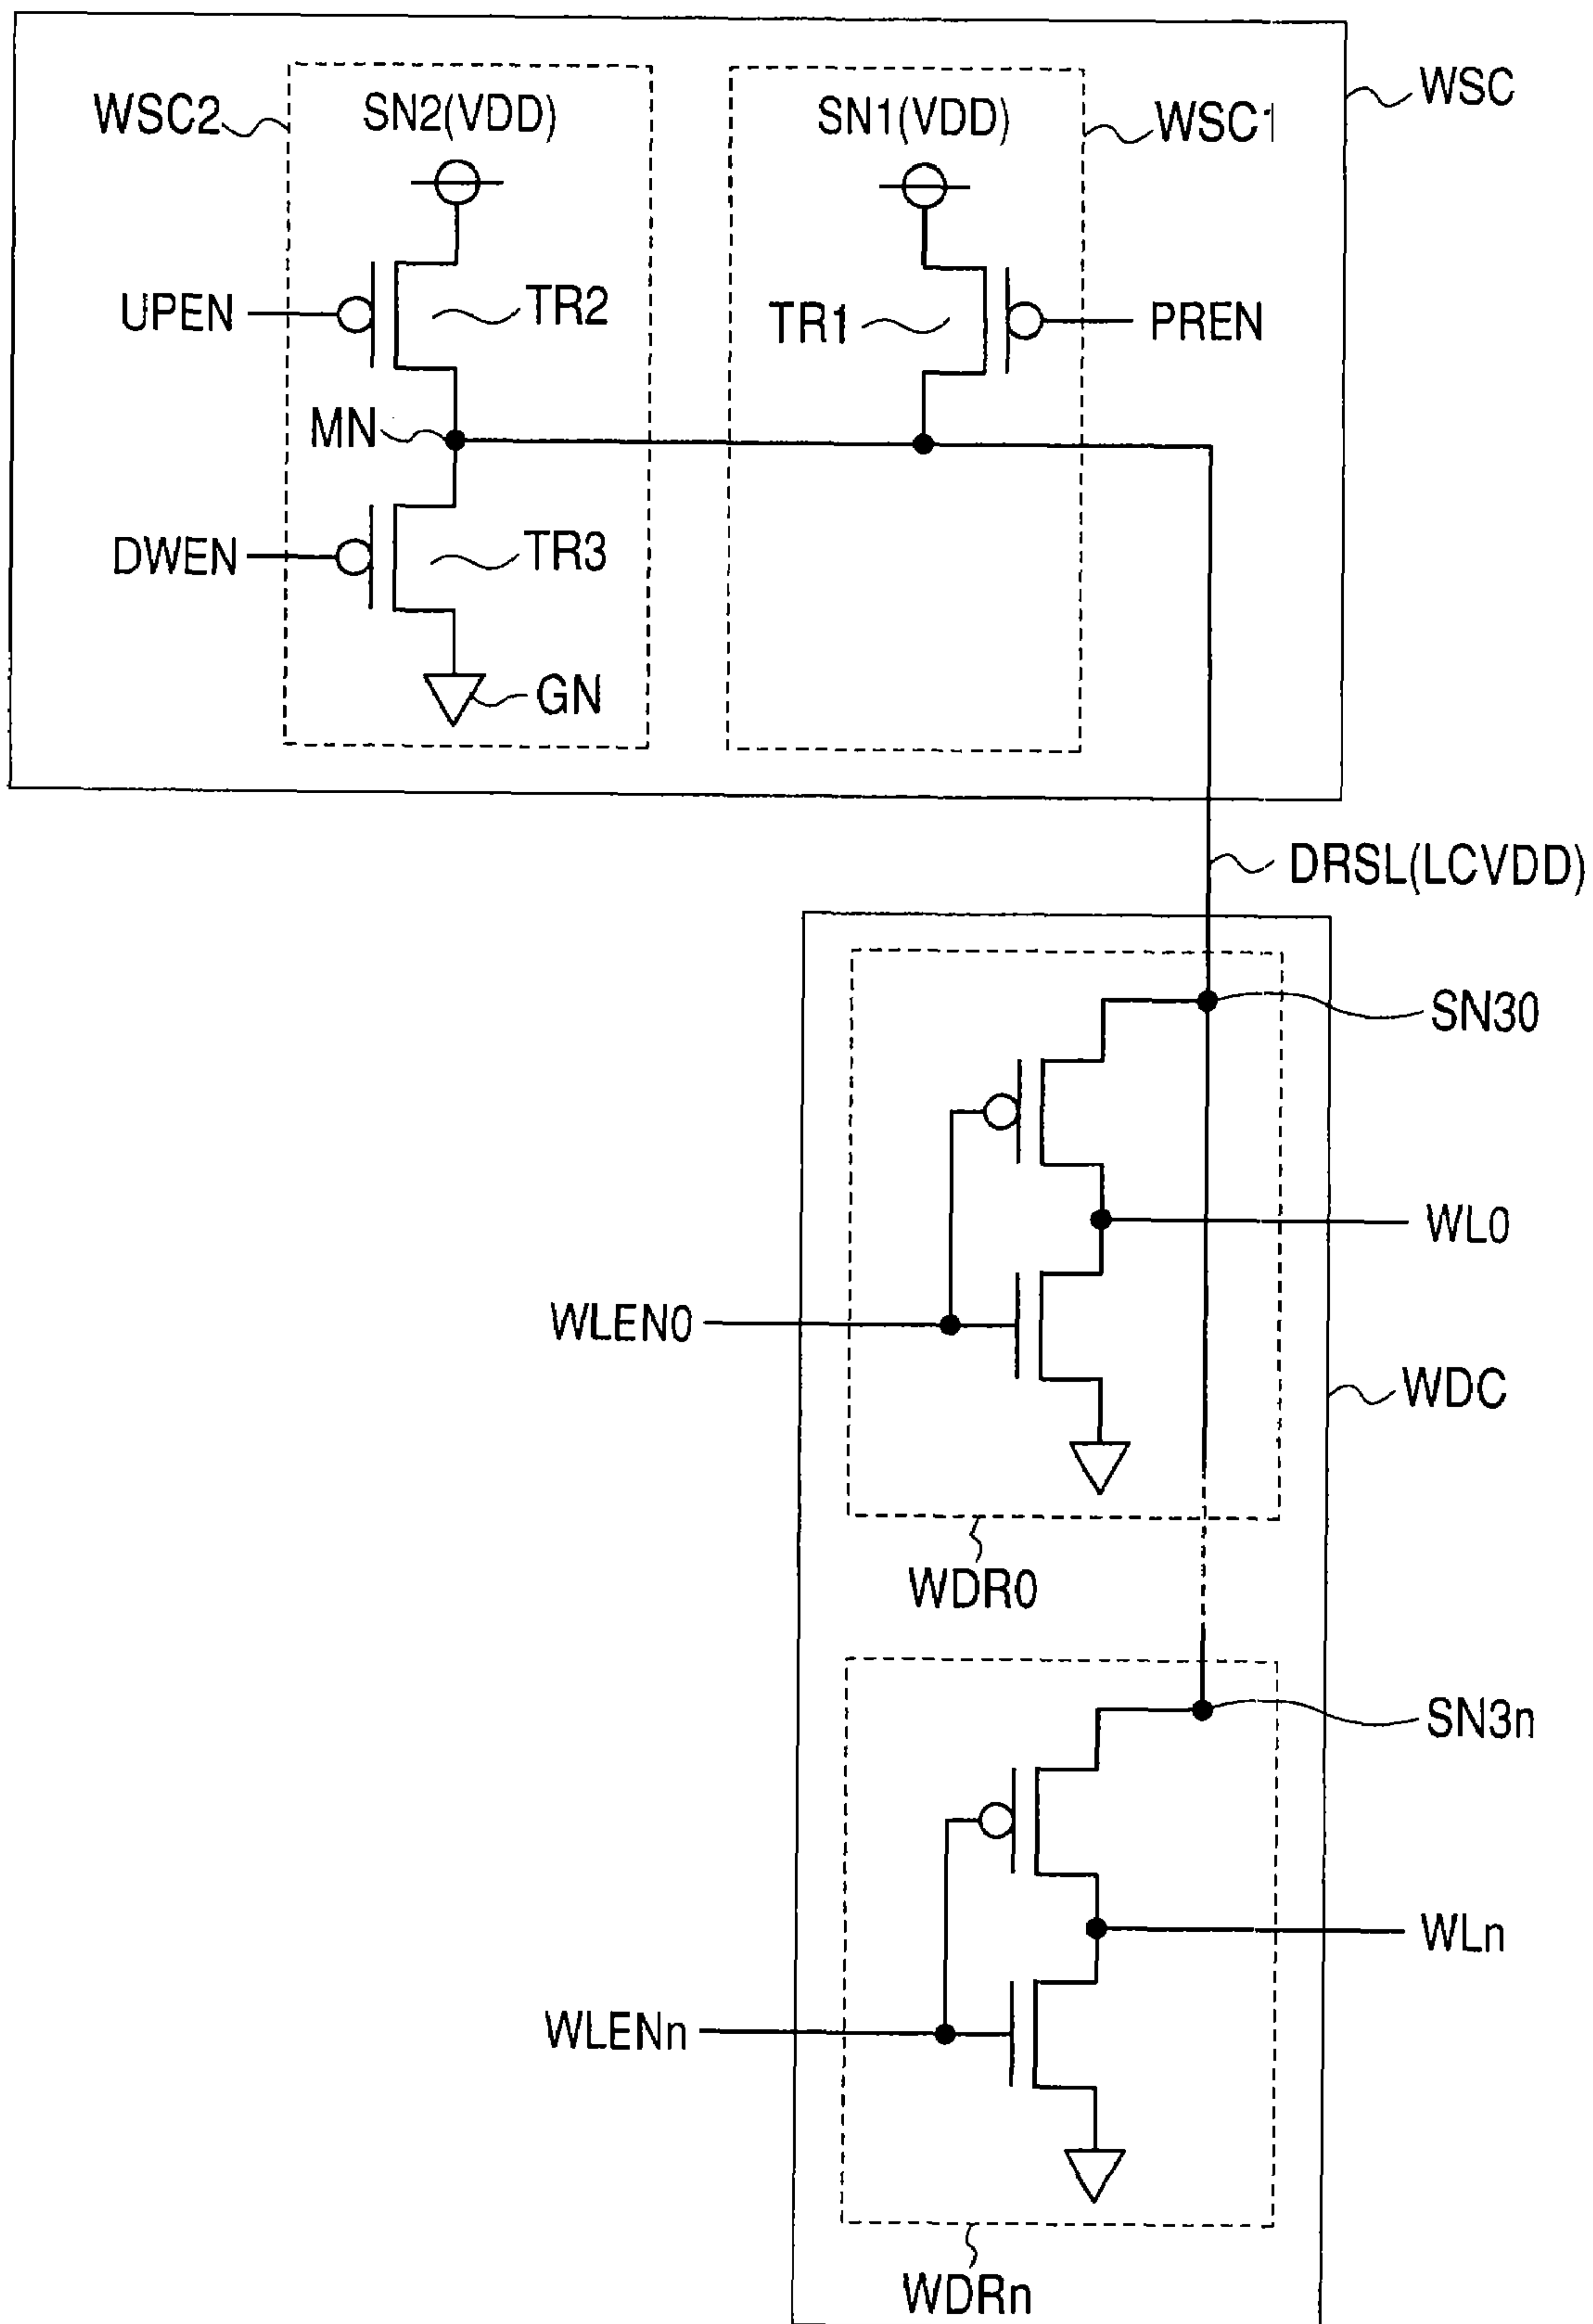 WSC
WSC2
SN2(VDD)
SN1(VDD)
WSC1
UPEN
TR2
TR1
PREN
MN
DWEN
TR3
GN
DRSL(LCVDD)
SN30
WL0
WLEN0
WDC
WDR0
SN3n
WLn
WLENn
WDRn